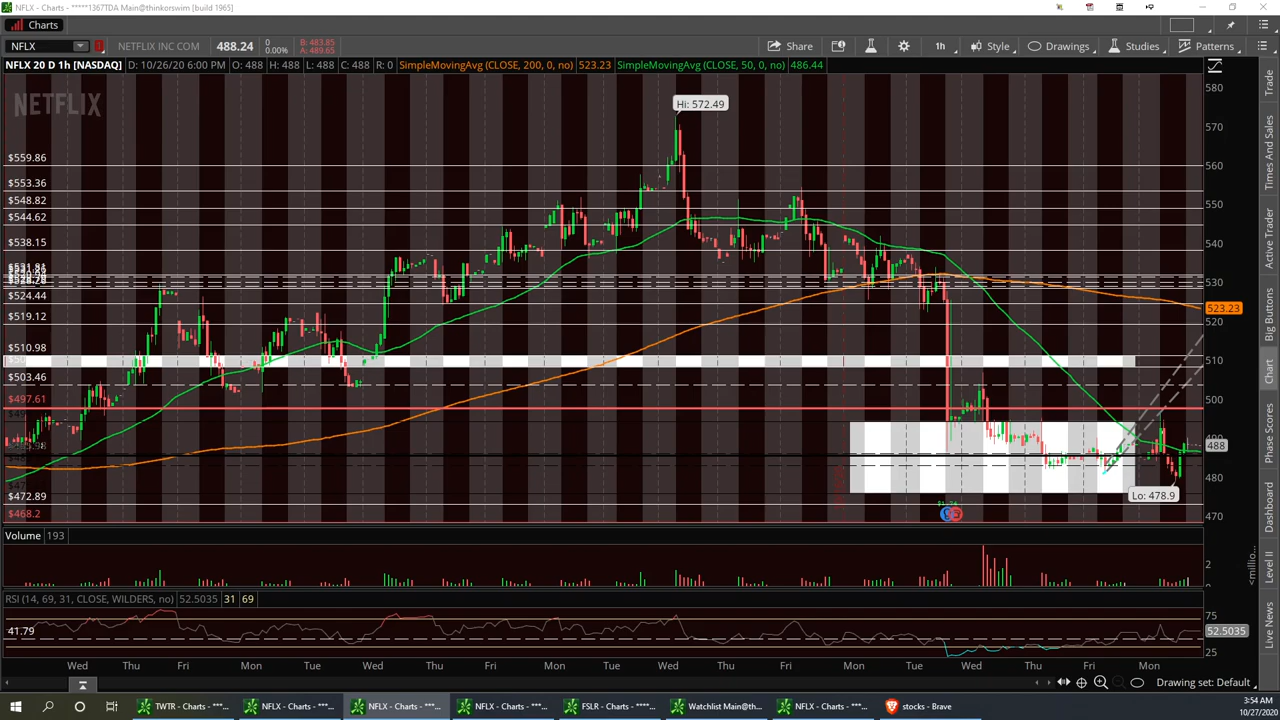 NFLX - Charts - *****1367TDA Main@thinkorswim [build 1965]
Charts
NFLX NETFLIX INC COM 488.24 0 0.00% B: 483.85 A: 489.65 Share 1h Style Drawings Studies Patterns
NFLX 20 D 1h [NASDAQ] D: 10/26/20 6:00 PM O: 488 H: 488 L: 488 C: 488 R: 0 SimpleMovingAvg (CLOSE, 200, 0, no) 523.23 SimpleMovingAvg (CLOSE, 50, 0, no) 486.44
NETFLIX
Hi: 572.49
$559.86
$553.36
$548.82
$544.62
$538.15
$524.44
$519.12
$510.98
$503.46
$497.61
$472.89
$468.2
Lo: 478.9
580
570
560
550
540
530
523.23
520
510
500
488
480
470
Volume 193
2
<millio...
RSI (14, 69, 31, CLOSE, WILDERS, no) 52.5035 31 69
41.79
75
52.5035
25
Wed Thu Fri Mon Tue Wed Thu Fri Mon Tue Wed Thu Fri Mon Tue Wed Thu Fri Mon
Drawing set: Default
Trade
Times And Sales
Active Trader
Big Buttons
Chart
Phase Scores
Dashboard
Level II
Live News
TWTR - Charts - ***...
NFLX - Charts - ***...
NFLX - Charts - ***...
NFLX - Charts - ***...
FSLR - Charts - ***...
Watchlist Main@th...
NFLX - Charts - ***...
stocks - Brave
3:54 AM
10/27/2020